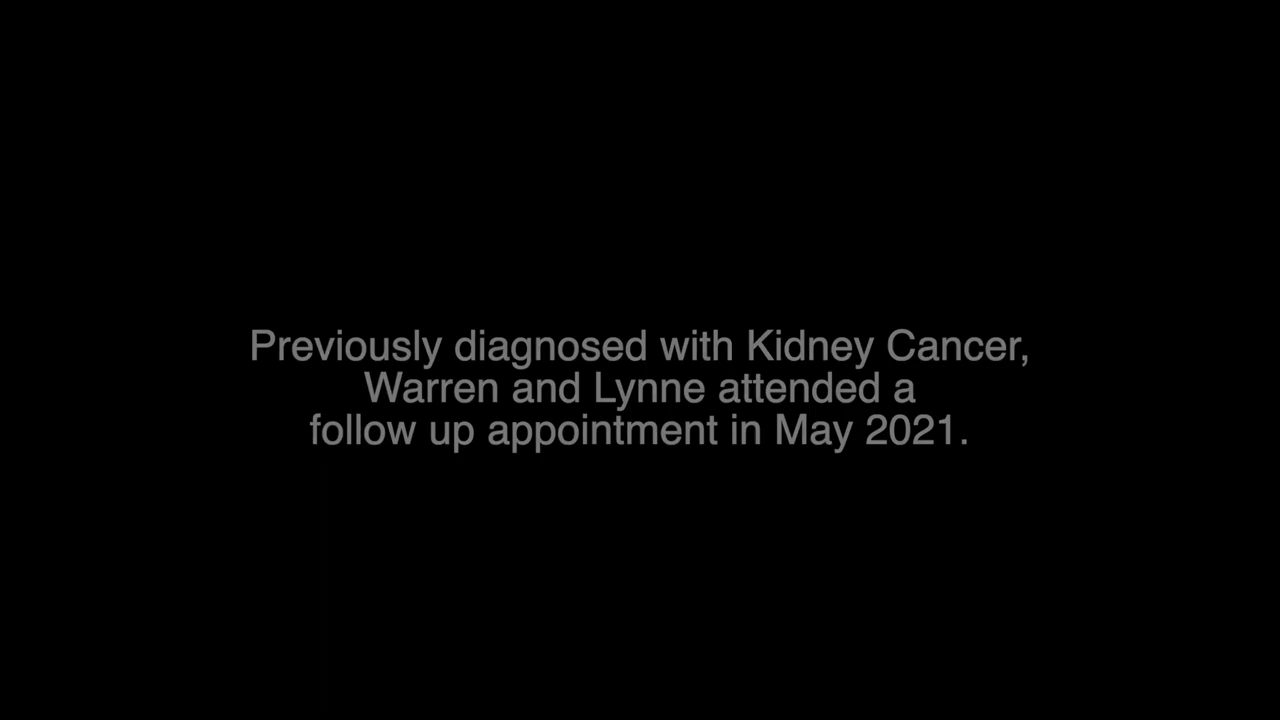 Previously diagnosed with Kidney Cancer,
Warren and Lynne attended a
follow up appointment in May 2021.